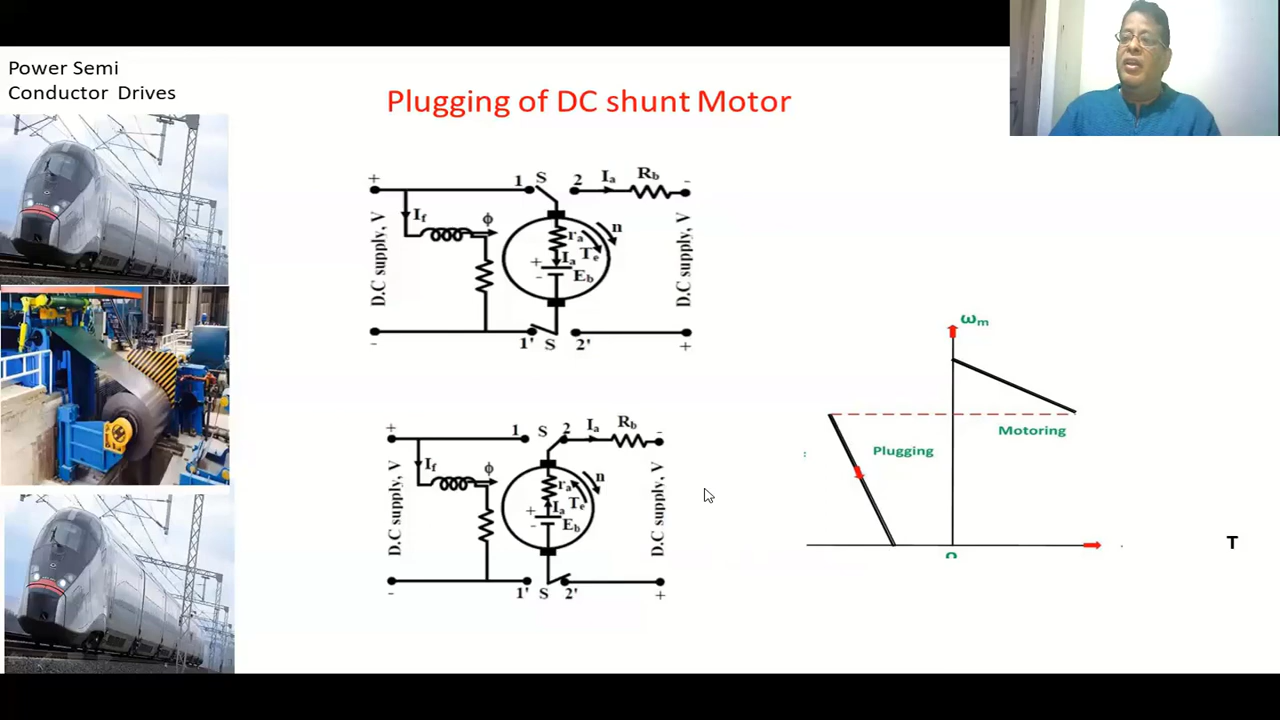 Power Semi
Conductor Drives
Plugging of DC shunt Motor
+
1
S
2
Ia
Rb
-
If
ϕ
D.C supply, V
ra
n
Ia
Te
+
-
Eb
D.C supply, V
-
1'
S
2'
+
+
1
S
2
Ia
Rb
-
If
ϕ
D.C supply, V
ra
n
Ia
Te
+
-
Eb
D.C supply, V
-
1'
S
2'
+
ωm
Motoring
Plugging
T